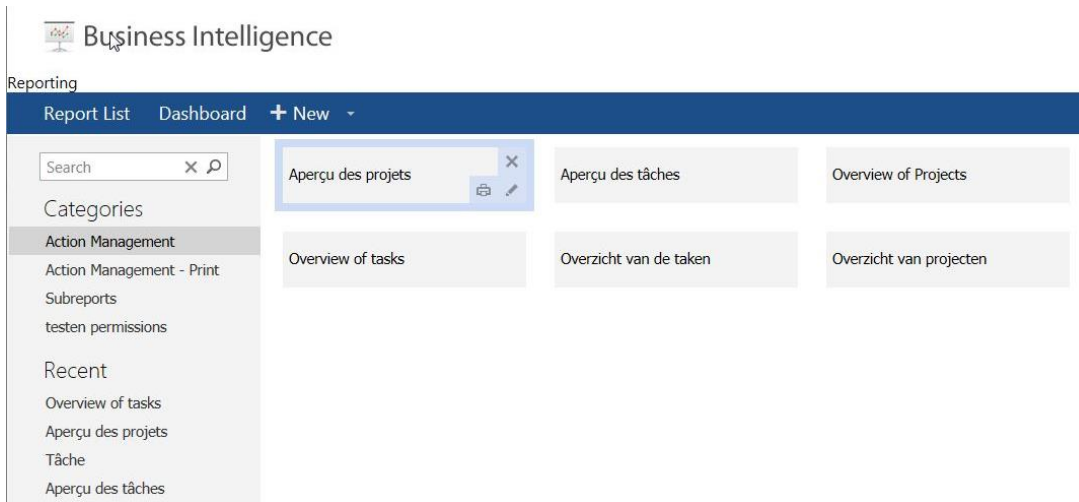 Business Intelligence
Reporting
Report List Dashboard + New
Search
Categories
Action Management
Action Management - Print
Subreports
testen permissions
Recent
Overview of tasks
Aperçu des projets
Tâche
Aperçu des tâches
Aperçu des projets
Aperçu des tâches
Overview of Projects
Overview of tasks
Overzicht van de taken
Overzicht van projecten